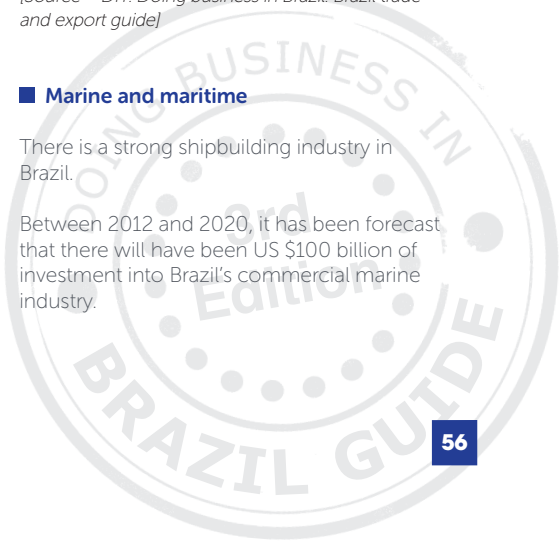 [Source – DIT: Doing business in Brazil: Brazil trade
and export guide]
Marine and maritime
There is a strong shipbuilding industry in
Brazil.
Between 2012 and 2020, it has been forecast
that there will have been US $100 billion of
investment into Brazil’s commercial marine
industry.
DOING BUSINESS IN
3rd
Edition
BRAZIL GUIDE
56